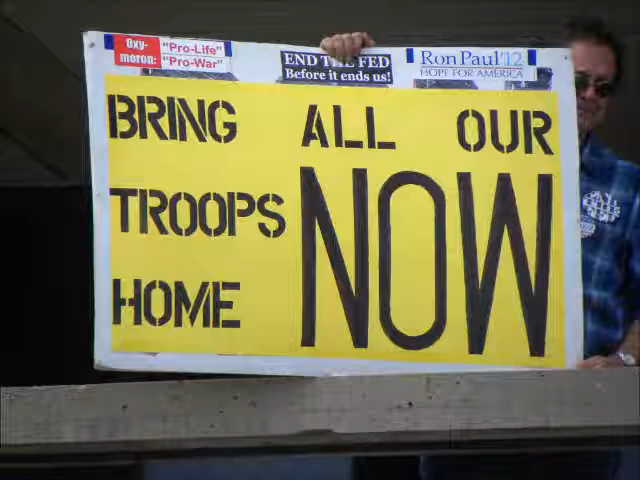 Oxy-
moron:
"Pro-Life"
"Pro-War"
END THE FED
Before it ends us!
Ron Paul '12
HOPE FOR AMERICA
BRING ALL OUR
TROOPS
HOME
NOW